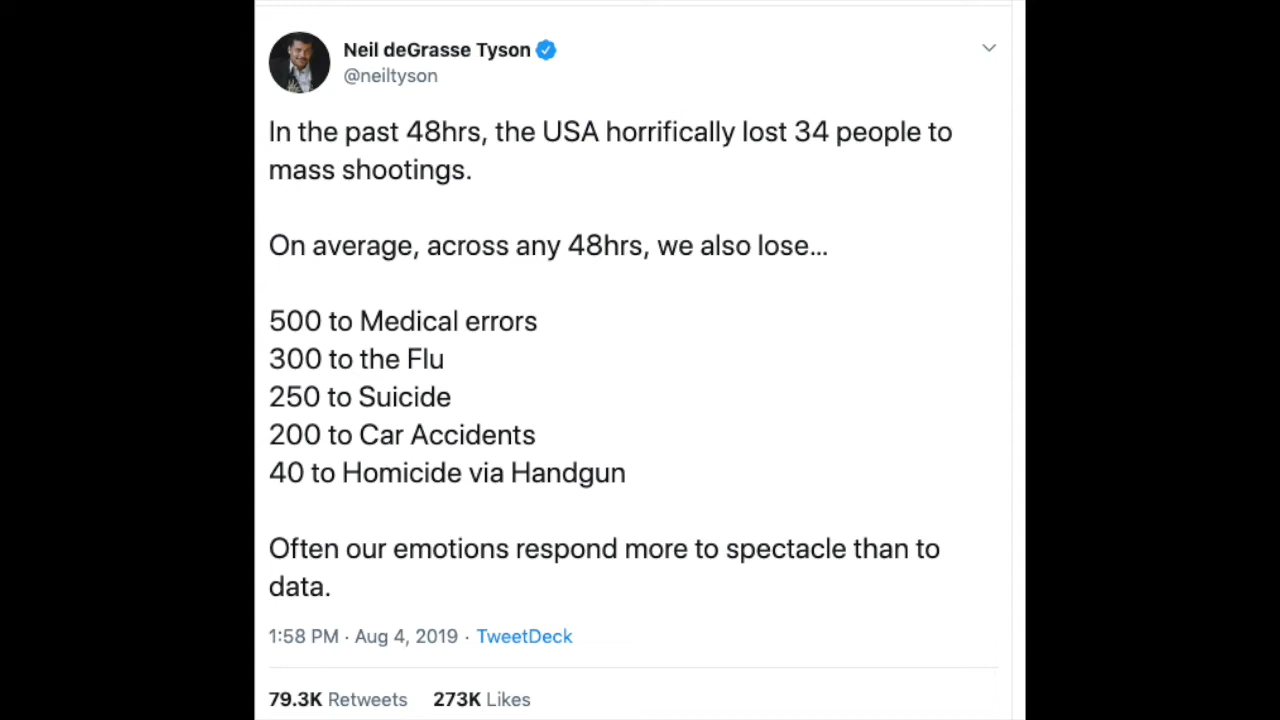 Neil deGrasse Tyson
@neiltyson
In the past 48hrs, the USA horrifically lost 34 people to
mass shootings.
On average, across any 48hrs, we also lose...
500 to Medical errors
300 to the Flu
250 to Suicide
200 to Car Accidents
40 to Homicide via Handgun
Often our emotions respond more to spectacle than to
data.
1:58 PM · Aug 4, 2019 · TweetDeck
79.3K Retweets 273K Likes